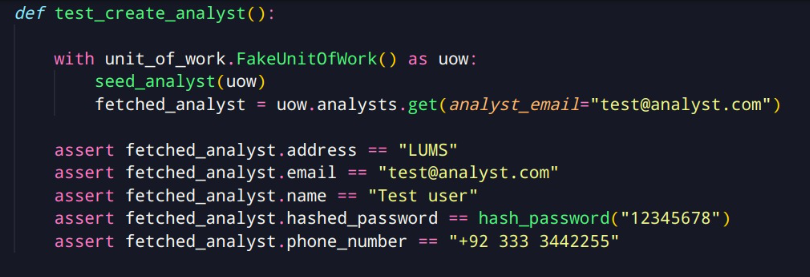 def test_create_analyst():
with unit_of_work.FakeUnitOfWork() as uow:
seed_analyst(uow)
fetched_analyst = uow.analysts.get(analyst_email="test@analyst.com")
assert fetched_analyst.address == "LUMS"
assert fetched_analyst.email == "test@analyst.com"
assert fetched_analyst.name == "Test user"
assert fetched_analyst.hashed_password == hash_password("12345678")
assert fetched_analyst.phone_number == "+92 333 3442255"